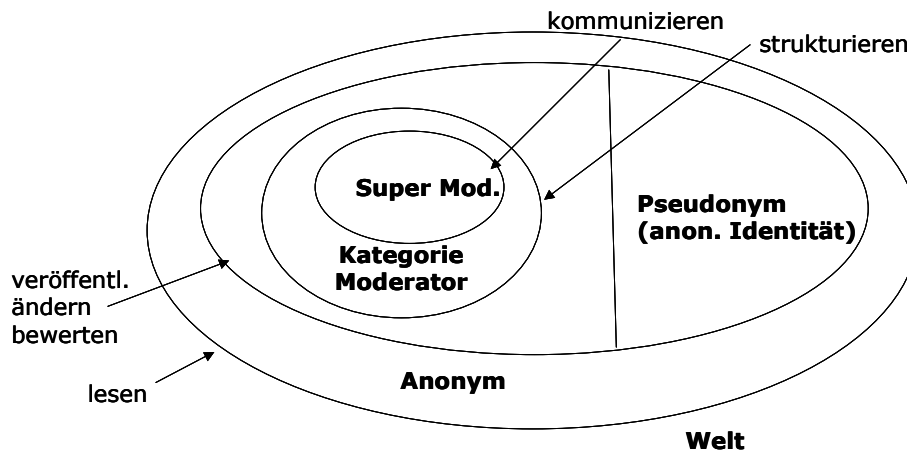 kommunizieren
strukturieren
Super Mod.
Pseudonym
(anon. Identität)
Kategorie
Moderator
veröffentl.
ändern
bewerten
lesen
Anonym
Welt